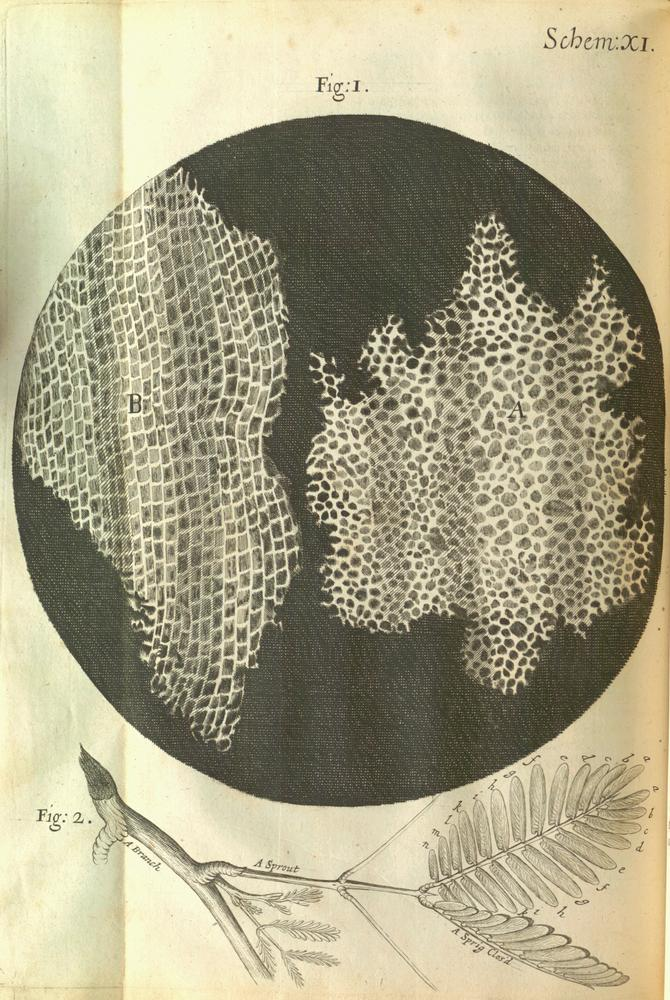 Schem:XI.
Fig:1.
B
A
Fig: 2.
A Branch
A Sprout
A Sprig Clos'd
f e d c b a
k i h g
l
m
n
a
b
c
d
e
f
g
h
i
k